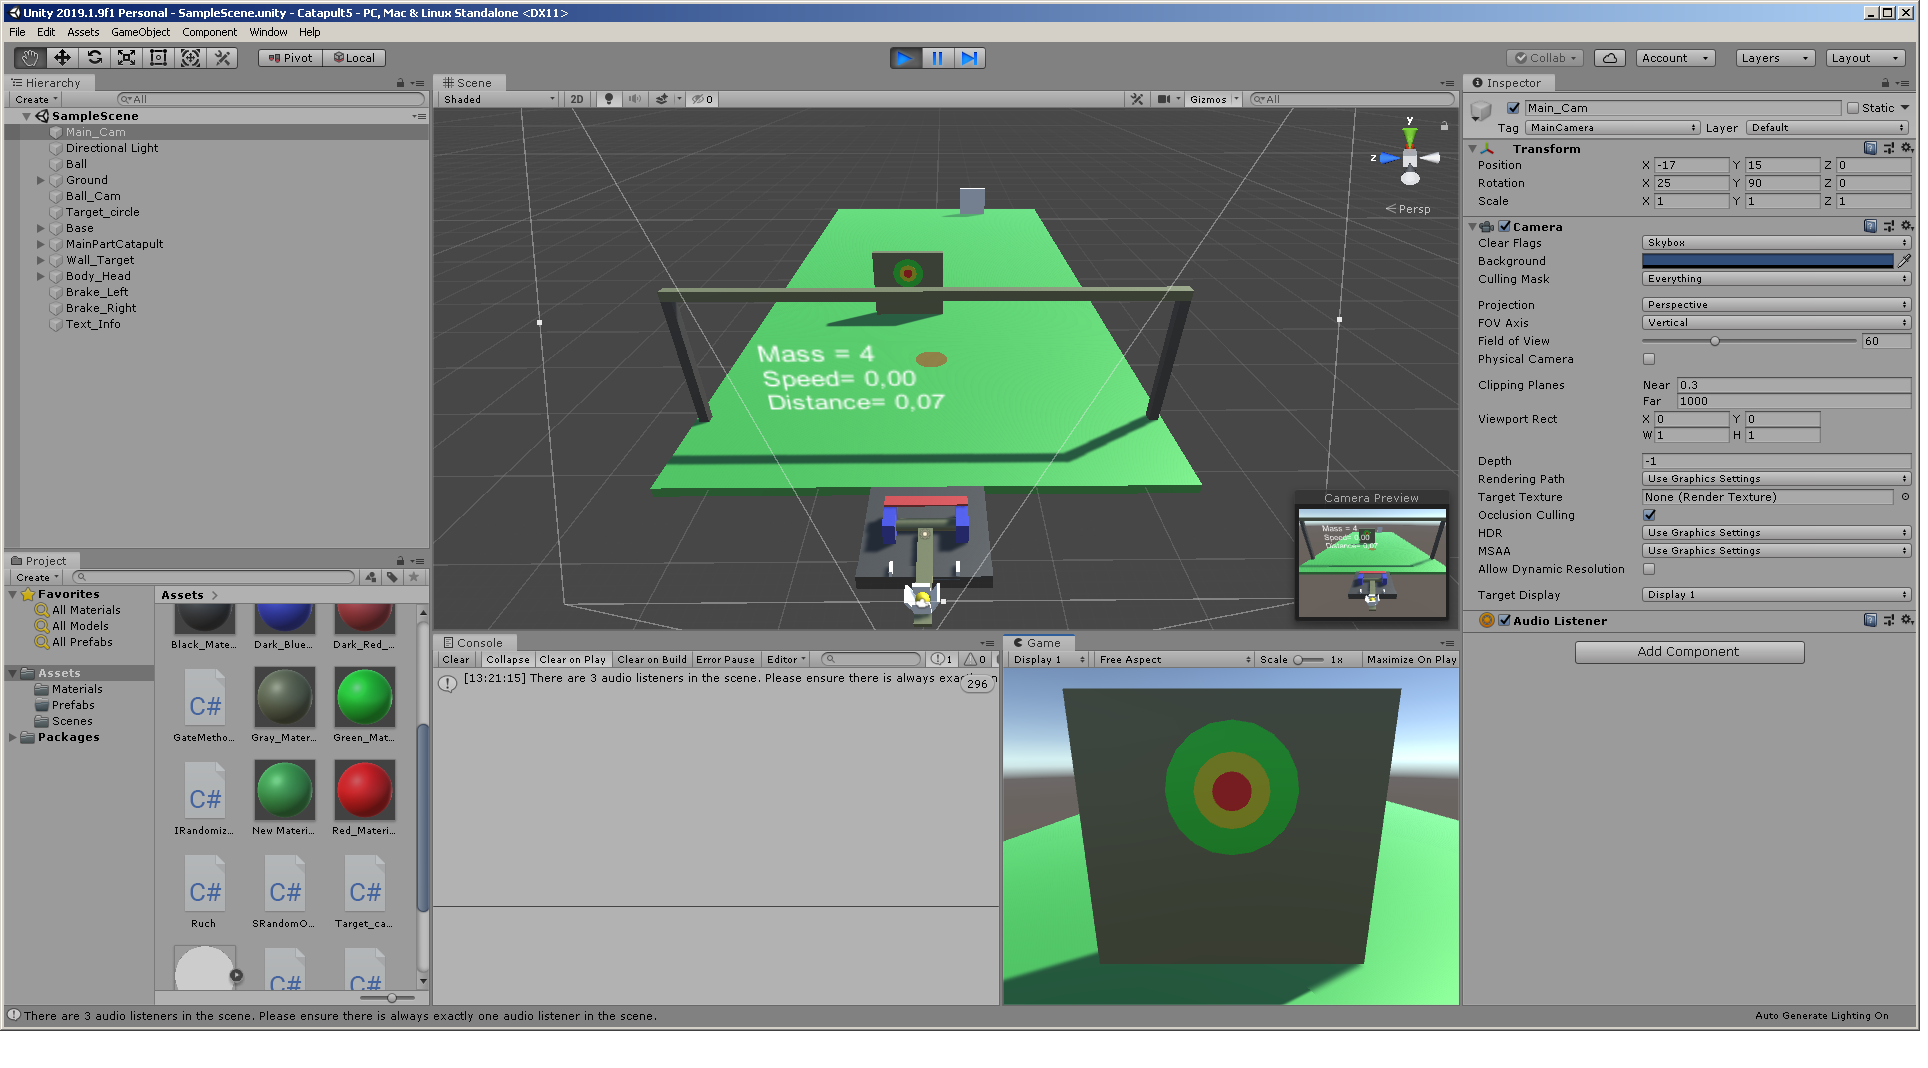 Unity 2019.1.9f1 Personal - SampleScene.unity - Catapult5 - PC, Mac & Linux Standalone <DX11>
File Edit Assets GameObject Component Window Help
Pivot Local Collab Account Layers Layout
Hierarchy
Create All
SampleScene
Main_Cam
Directional Light
Ball
Ground
Ball_Cam
Target_circle
Base
MainPartCatapult
Wall_Target
Body_Head
Brake_Left
Brake_Right
Text_Info
Scene
Shaded 2D 0 Gizmos All
y
z
Persp
Mass = 4
Speed= 0,00
Distance= 0,07
Camera Preview
Mass = 4
Speed= 0,00
Distance= 0,07
Project
Create
Favorites
All Materials
All Models
All Prefabs
Assets
Materials
Prefabs
Scenes
Packages
Assets
Black_Mate... Dark_Blue... Dark_Red_...
C#
GateMetho... Gray_Mater... Green_Mat...
C#
IRandomiz... New Materi... Red_Materi...
C# C# C#
Ruch SRandomO... Target_ca...
C# C#
Console
Clear Collapse Clear on Play Clear on Build Error Pause Editor 1 0
[13:21:15] There are 3 audio listeners in the scene. Please ensure there is always exac
296
Game
Display 1 Free Aspect Scale 1x Maximize On Play
Inspector
Main_Cam Static
Tag MainCamera Layer Default
Transform
Position X -17 Y 15 Z 0
Rotation X 25 Y 90 Z 0
Scale X 1 Y 1 Z 1
Camera
Clear Flags Skybox
Background
Culling Mask Everything
Projection Perspective
FOV Axis Vertical
Field of View 60
Physical Camera
Clipping Planes Near 0.3
Far 1000
Viewport Rect X 0 Y 0
W 1 H 1
Depth -1
Rendering Path Use Graphics Settings
Target Texture None (Render Texture)
Occlusion Culling
HDR Use Graphics Settings
MSAA Use Graphics Settings
Allow Dynamic Resolution
Target Display Display 1
Audio Listener
Add Component
There are 3 audio listeners in the scene. Please ensure there is always exactly one audio listener in the scene.
Auto Generate Lighting On